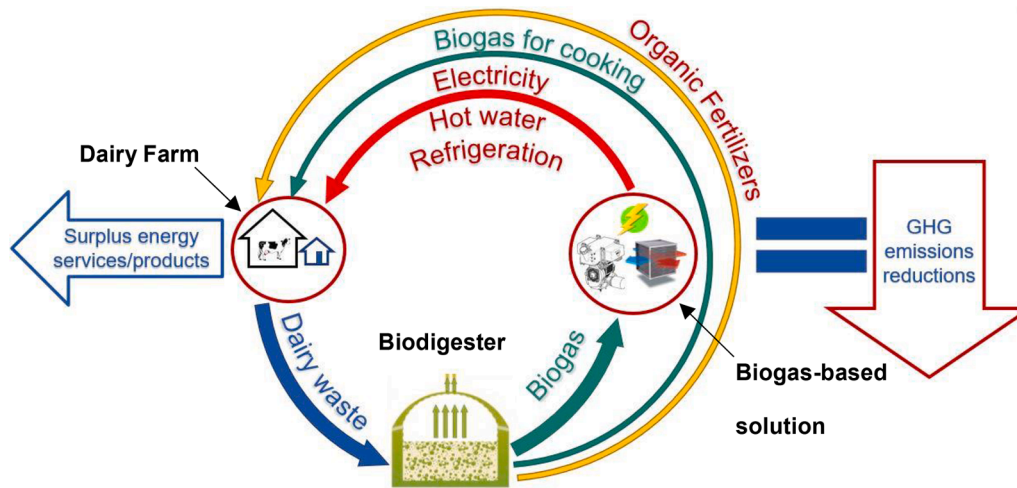 Organic Fertilizers
Biogas for cooking
Electricity
Hot water
Refrigeration
Dairy Farm
Surplus energy
services/products
GHG
emissions
reductions
Dairy waste
Biodigester
Biogas
Biogas-based
solution